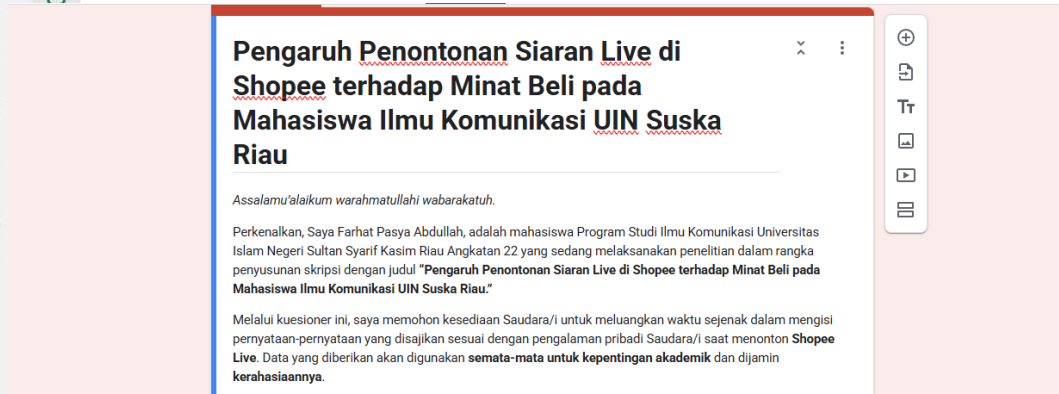 Pengaruh Penontonan Siaran Live di
Shopee terhadap Minat Beli pada
Mahasiswa Ilmu Komunikasi UIN Suska
Riau
Assalamu’alaikum warahmatullahi wabarakatuh.
Perkenalkan, Saya Farhat Pasya Abdullah, adalah mahasiswa Program Studi Ilmu Komunikasi Universitas
Islam Negeri Sultan Syarif Kasim Riau Angkatan 22 yang sedang melaksanakan penelitian dalam rangka
penyusunan skripsi dengan judul “Pengaruh Penontonan Siaran Live di Shopee terhadap Minat Beli pada
Mahasiswa Ilmu Komunikasi UIN Suska Riau.”
Melalui kuesioner ini, saya memohon kesediaan Saudara/i untuk meluangkan waktu sejenak dalam mengisi
pernyataan-pernyataan yang disajikan sesuai dengan pengalaman pribadi Saudara/i saat menonton Shopee
Live. Data yang diberikan akan digunakan semata-mata untuk kepentingan akademik dan dijamin
kerahasiaannya.
Tт